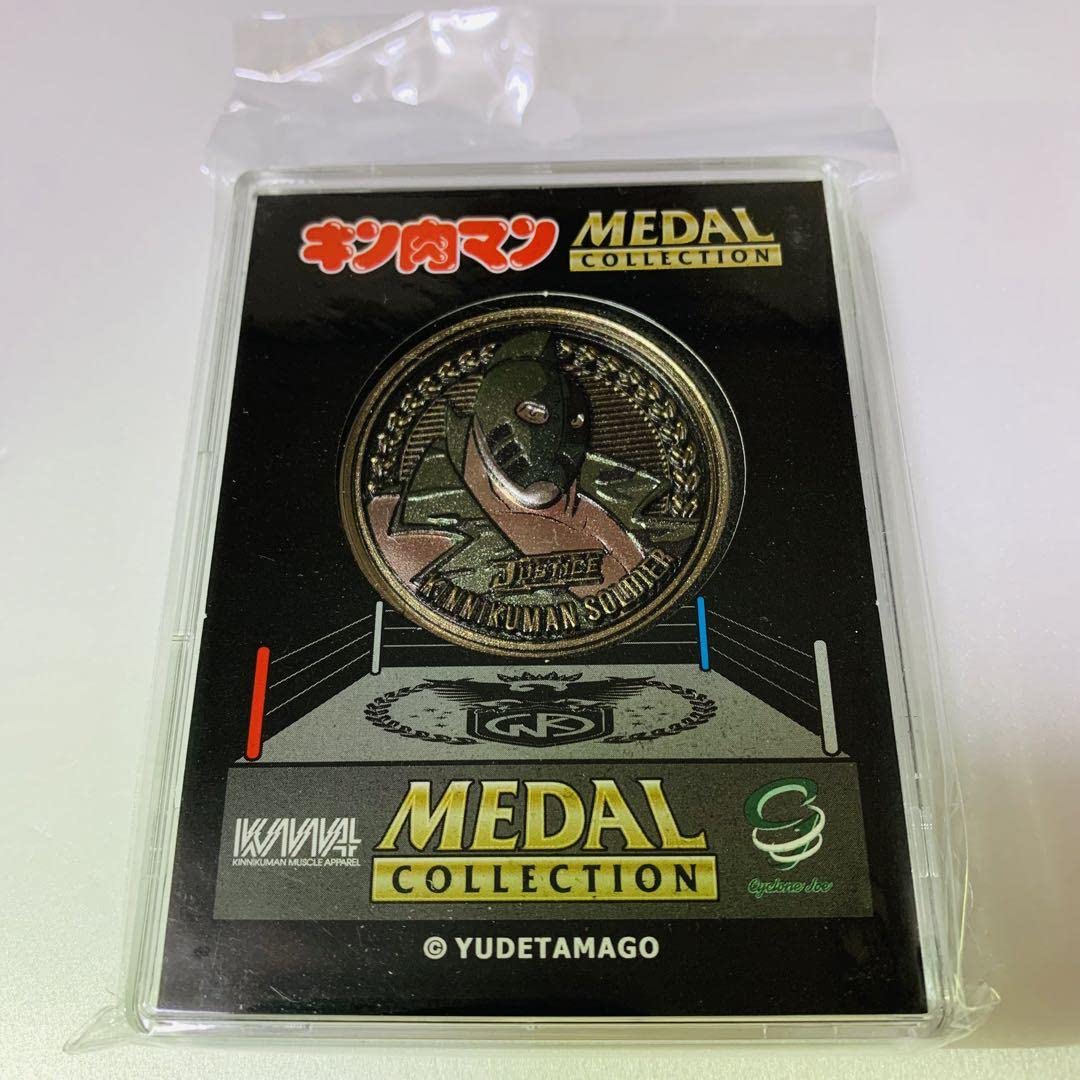 キン肉マン MEDAL
COLLECTION
JUSTICE
KINNIKUMAN SOLDIER
MEDAL
COLLECTION
KINNIKUMAN MUSCLE APPAREL
Cyclone Joe
© YUDETAMAGO